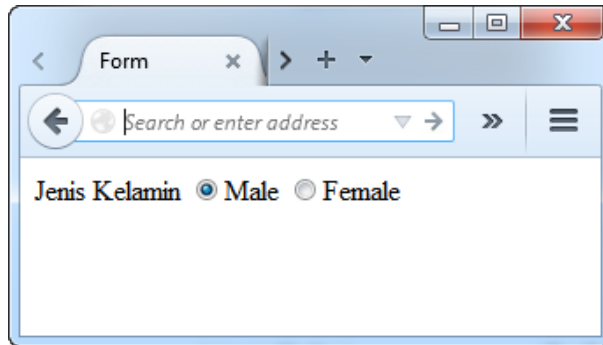 Form
Search or enter address
Jenis Kelamin Male Female